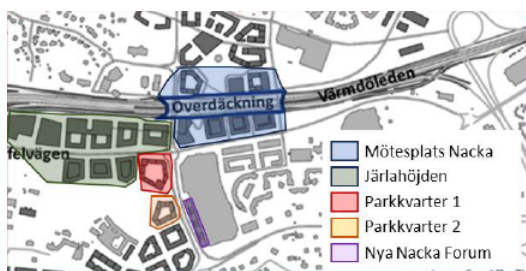 Överdäckning
Värmdöleden
felvägen
Mötesplats Nacka
Järlahöjden
Parkkvarter 1
Parkkvarter 2
Nya Nacka Forum